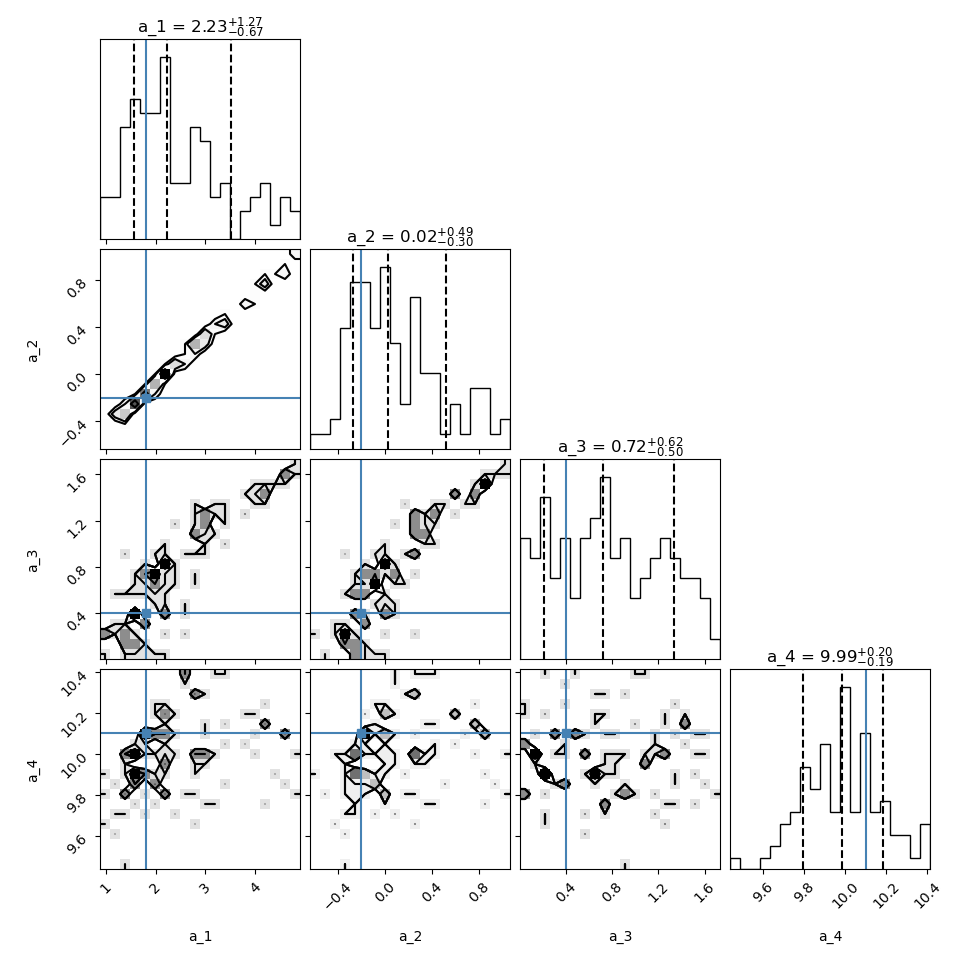 a_1 = 2.23+1.27−0.67
a_2 = 0.02+0.49−0.30
0.8
0.4
0.0
−0.4
a_2
a_3 = 0.72+0.62−0.50
1.6
1.2
0.8
0.4
a_3
a_4 = 9.99+0.20−0.19
10.4
10.2
10.0
9.8
9.6
a_4
1 2 3 4 −0.4 0.0 0.4 0.8 0.4 0.8 1.2 1.6 9.6 9.8 10.0 10.2 10.4
a_1 a_2 a_3 a_4